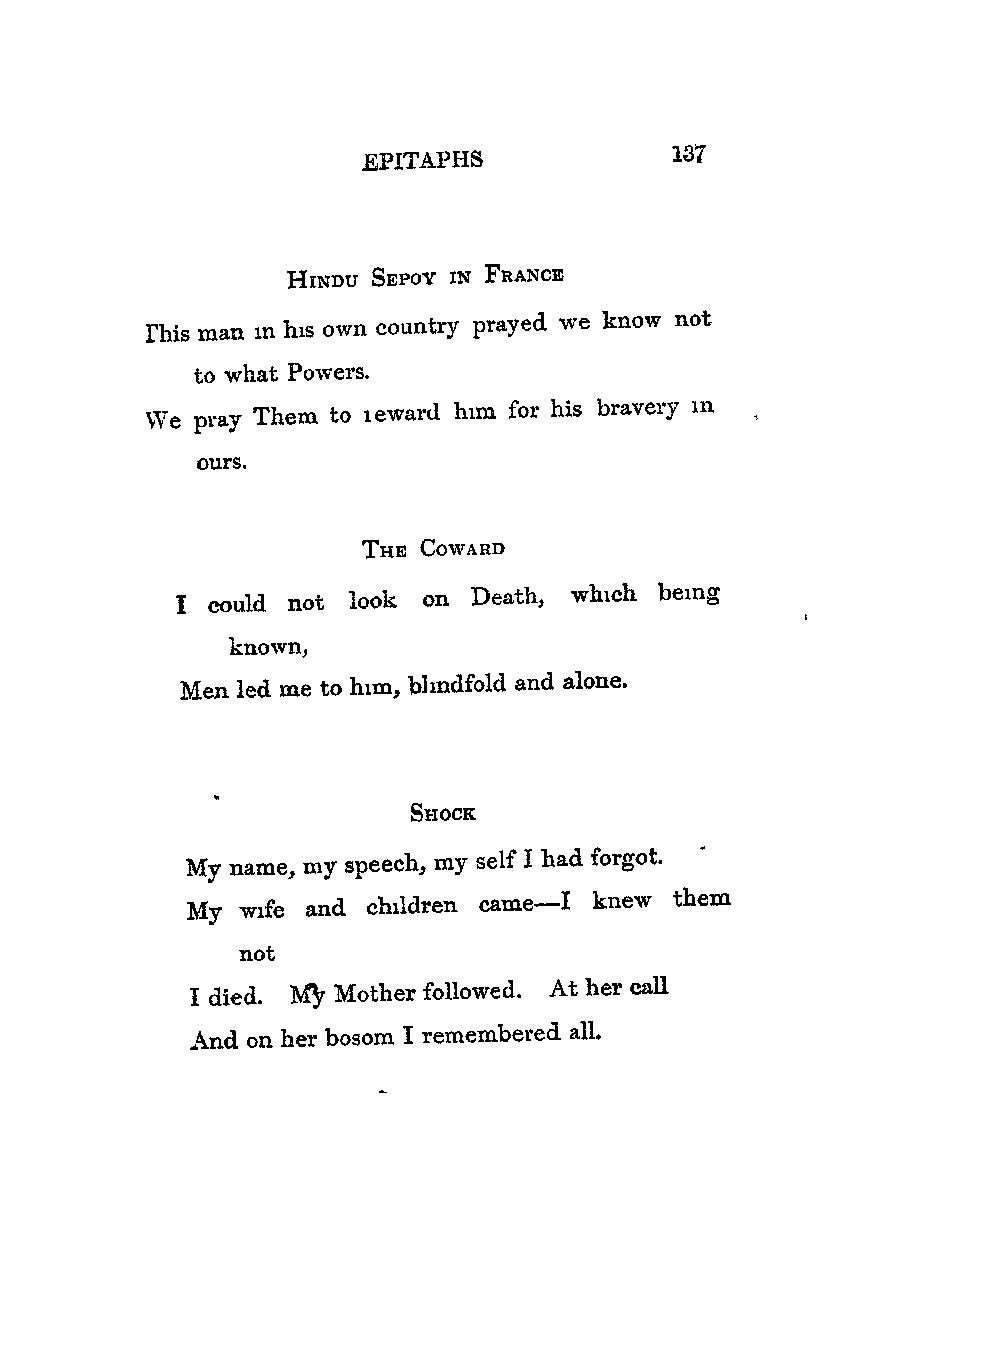 EPITAPHS 137
HINDU SEPOY IN FRANCE
This man in his own country prayed we know not
to what Powers.
We pray Them to reward him for his bravery in
ours.
THE COWARD
I could not look on Death, which being
known,
Men led me to him, blindfold and alone.
SHOCK
My name, my speech, my self I had forgot.
My wife and children came—I knew them
not
I died. My Mother followed. At her call
And on her bosom I remembered all.